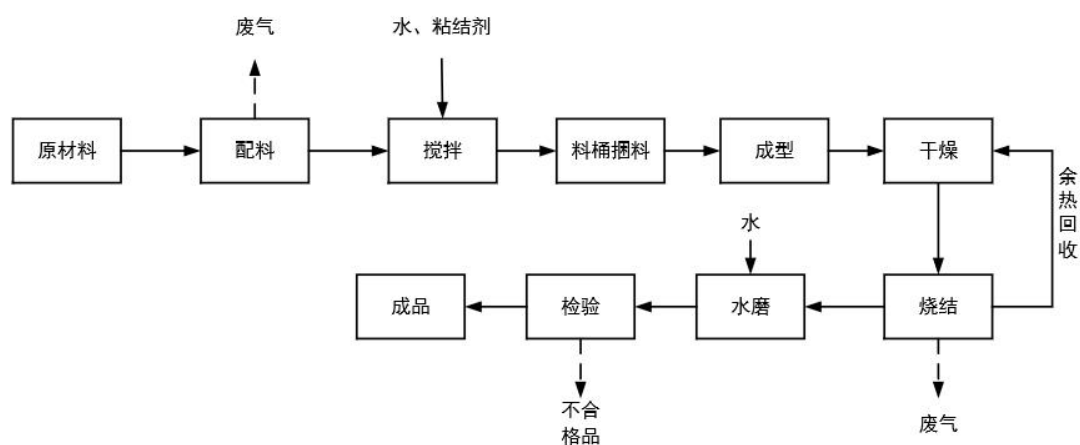 废气
水、粘结剂
原材料
配料
搅拌
料桶捆料
成型
干燥
余热回收
水
成品
检验
水磨
烧结
不合
格品
废气